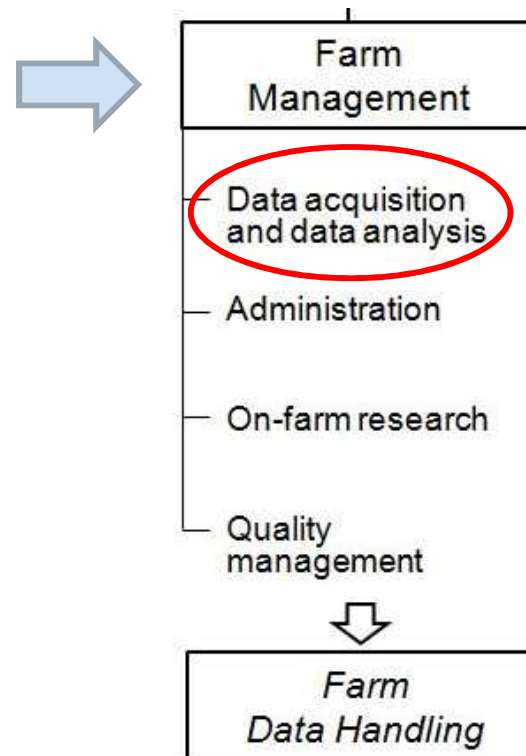 Farm
Management
Data acquisition
and data analysis
Administration
On-farm research
Quality
management
Farm
Data Handling